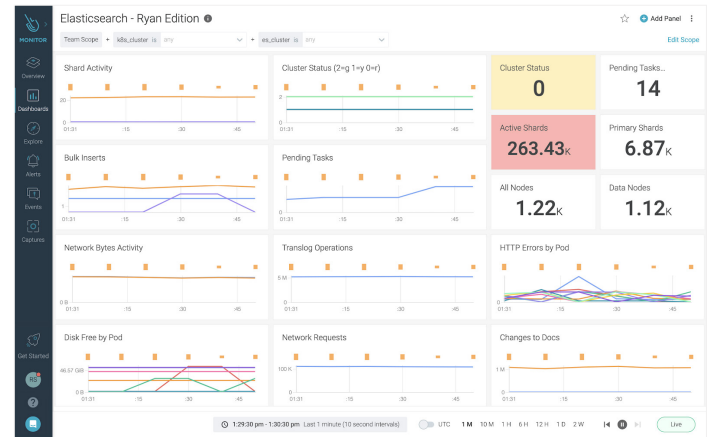 Elasticsearch - Ryan Edition
Add Panel
MONITOR
Team Scope + k8s_cluster is any + es_cluster is any
Edit Scope
Overview
Dashboards
Explore
Alerts
Events
Captures
Get Started
RS
Shard Activity
20
0
01:31 :15 :30 :45
Cluster Status (2=g 1=y 0=r)
2
0
01:31 :15 :30 :45
Cluster Status
0
Pending Tasks...
14
Active Shards
263.43K
Primary Shards
6.87K
Bulk Inserts
1
01:31 :15 :30 :45
Pending Tasks
0
01:31 :15 :30 :45
All Nodes
1.22K
Data Nodes
1.12K
Network Bytes Activity
0 B
01:31 :15 :30 :45
Translog Operations
5 M
0
01:31 :15 :30 :45
HTTP Errors by Pod
0
01:31 :15 :30 :45
Disk Free by Pod
46.57 GiB
0 B
01:31 :15 :30 :45
Network Requests
100 K
0
01:31 :15 :30 :45
Changes to Docs
1 M
0
01:31 :15 :30 :45
1:29:30 pm - 1:30:30 pm Last 1 minute (10 second intervals)
UTC
1 M 10 M 1 H 6 H 12 H 1 D 2 W
Live